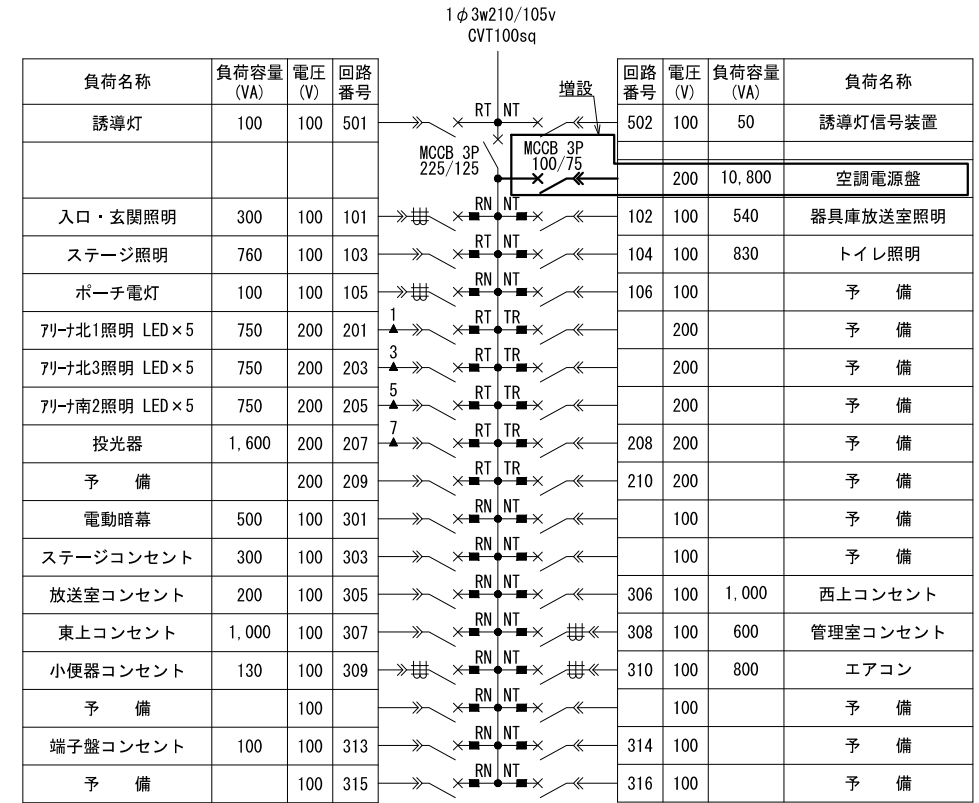 1φ3w210/105v
CVT100sq
負荷名称 負荷容量(VA) 電圧(V) 回路番号 増設 回路番号 電圧(V) 負荷容量(VA) 負荷名称
誘導灯 100 100 501 RT NT 502 100 50 誘導灯信号装置
MCCB 3P 225/125 MCCB 3P 100/75
200 10,800 空調電源盤
入口・玄関照明 300 100 101 RN NT 102 100 540 器具庫放送室照明
ステージ照明 760 100 103 RT NT 104 100 830 トイレ照明
ポーチ電灯 100 100 105 RN NT 106 100 予 備
アリーナ北1照明 LED×5 750 200 201 1 RT TR 200 予 備
アリーナ北3照明 LED×5 750 200 203 3 RT TR 200 予 備
アリーナ南2照明 LED×5 750 200 205 5 RT TR 200 予 備
投光器 1,600 200 207 7 RT TR 208 200 予 備
予 備 200 209 RT TR 210 200 予 備
電動暗幕 500 100 301 RN NT 100 予 備
ステージコンセント 300 100 303 RN NT 100 予 備
放送室コンセント 200 100 305 RN NT 306 100 1,000 西上コンセント
東上コンセント 1,000 100 307 RN NT 308 100 600 管理室コンセント
小便器コンセント 130 100 309 RN NT 310 100 800 エアコン
予 備 100 RN NT 100 予 備
端子盤コンセント 100 100 313 RN NT 314 100 予 備
予 備 100 315 RN NT 316 100 予 備